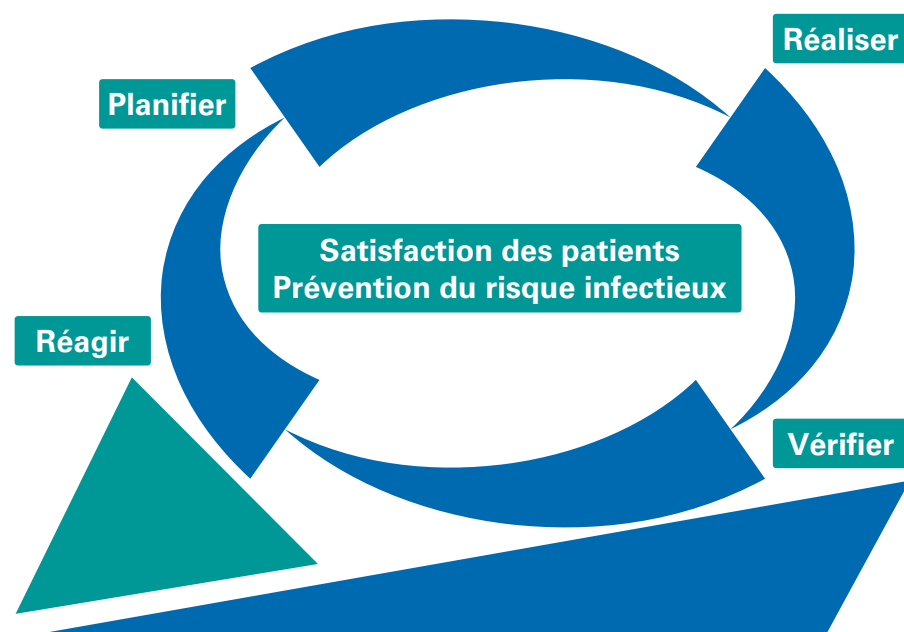 Réaliser
Planifier
Satisfaction des patients
Prévention du risque infectieux
Réagir
Vérifier